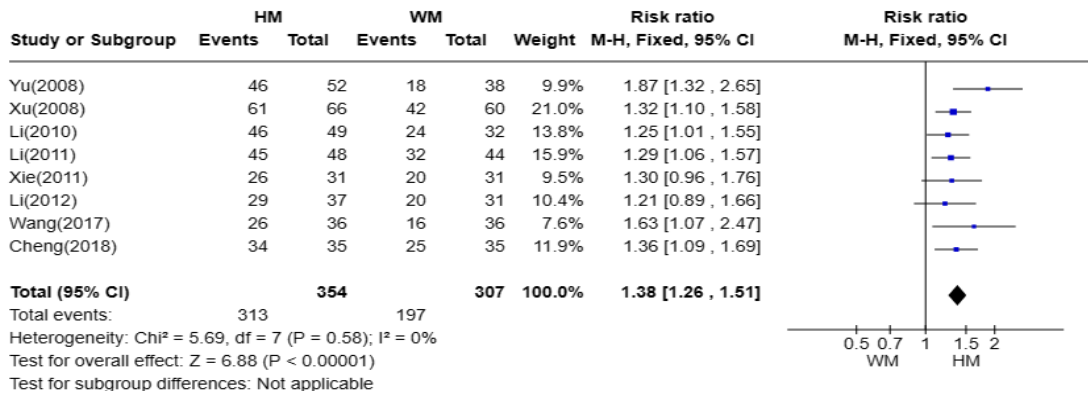 HM WM Risk ratio Risk ratio
Study or Subgroup Events Total Events Total Weight M-H, Fixed, 95% CI M-H, Fixed, 95% CI
Yu(2008) 46 52 18 38 9.9% 1.87 [1.32 , 2.65]
Xu(2008) 61 66 42 60 21.0% 1.32 [1.10 , 1.58]
Li(2010) 46 49 24 32 13.8% 1.25 [1.01 , 1.55]
Li(2011) 45 48 32 44 15.9% 1.29 [1.06 , 1.57]
Xie(2011) 26 31 20 31 9.5% 1.30 [0.96 , 1.76]
Li(2012) 29 37 20 31 10.4% 1.21 [0.89 , 1.66]
Wang(2017) 26 36 16 36 7.6% 1.63 [1.07 , 2.47]
Cheng(2018) 34 35 25 35 11.9% 1.36 [1.09 , 1.69]
Total (95% CI) 354 307 100.0% 1.38 [1.26 , 1.51]
Total events: 313 197
Heterogeneity: Chi² = 5.69, df = 7 (P = 0.58); I² = 0%
0.5 0.7 1 1.5 2
Test for overall effect: Z = 6.88 (P < 0.00001)
WM HM
Test for subgroup differences: Not applicable